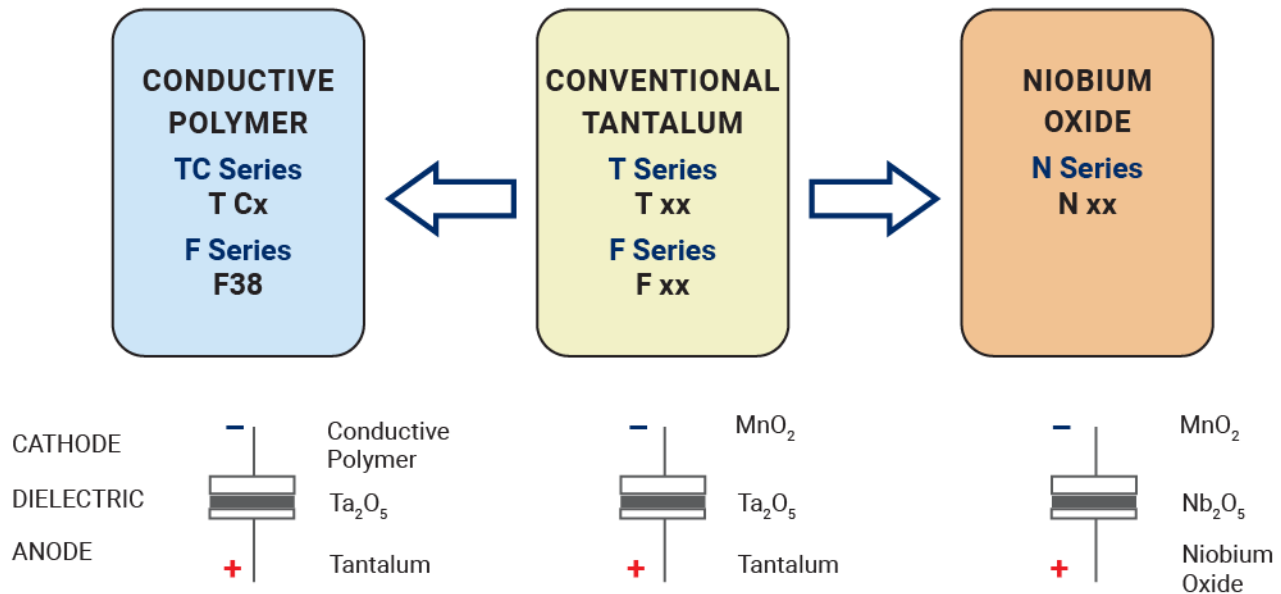 CONDUCTIVE
POLYMER
TC Series
T Cx
F Series
F38
CONVENTIONAL
TANTALUM
T Series
T xx
F Series
F xx
NIOBIUM
OXIDE
N Series
N xx
CATHODE
DIELECTRIC
ANODE
−
Conductive
Polymer
Ta₂O₅
+
Tantalum
−
MnO₂
Ta₂O₅
+
Tantalum
−
MnO₂
Nb₂O₅
+
Niobium
Oxide